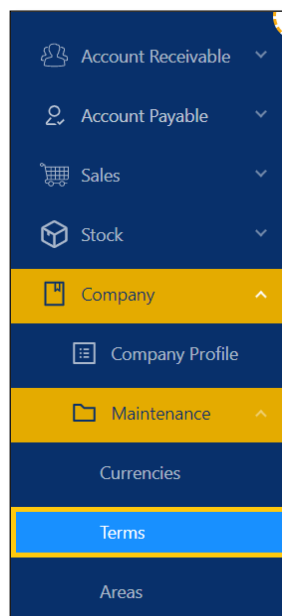 Account Receivable
Account Payable
Sales
Stock
Company
Company Profile
Maintenance
Currencies
Terms
Areas